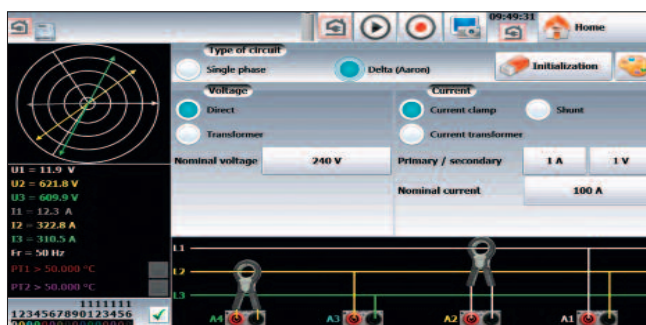 09:49:31
Home
Type of circuit
Single phase
Delta (Aaron)
Initialization
Voltage
Direct
Transformer
Nominal voltage
240 V
Current
Current clamp
Shunt
Current transformer
Primary / secondary
1 A
1 V
Nominal current
100 A
U1 = 11.9 V
U2 = 621.8 V
U3 = 609.9 V
I1 = 12.3 A
I2 = 322.8 A
I3 = 310.5 A
Fr = 50 Hz
PT1 > 50.000 °C
PT2 > 50.000 °C
1111111
1234567890123456
L1
L2
L3
A4
A3
A2
A1